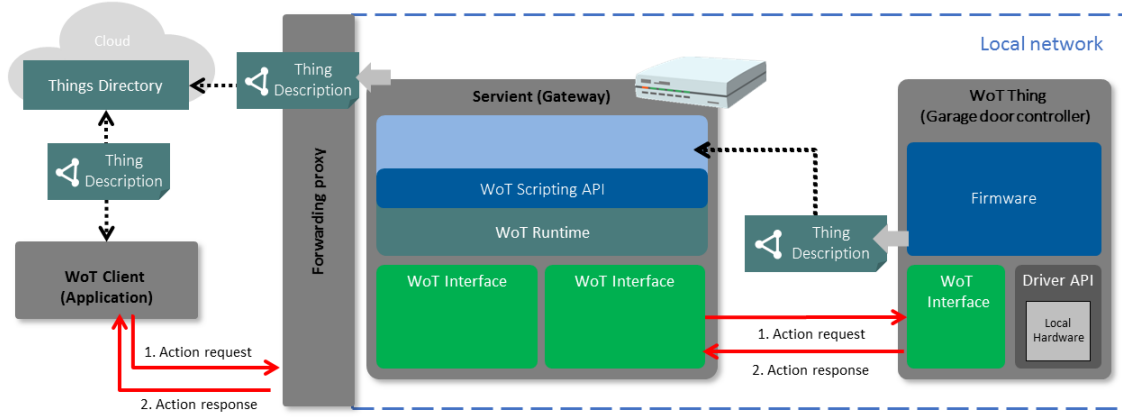 Cloud
Things Directory
Thing
Description
Thing
Description
WoT Client
(Application)
1. Action request
2. Action response
Forwarding proxy
Local network
Servient (Gateway)
WoT Scripting API
WoT Runtime
WoT Interface
WoT Interface
Thing
Description
1. Action request
2. Action response
WoT Thing
(Garage door controller)
Firmware
WoT
Interface
Driver API
Local
Hardware